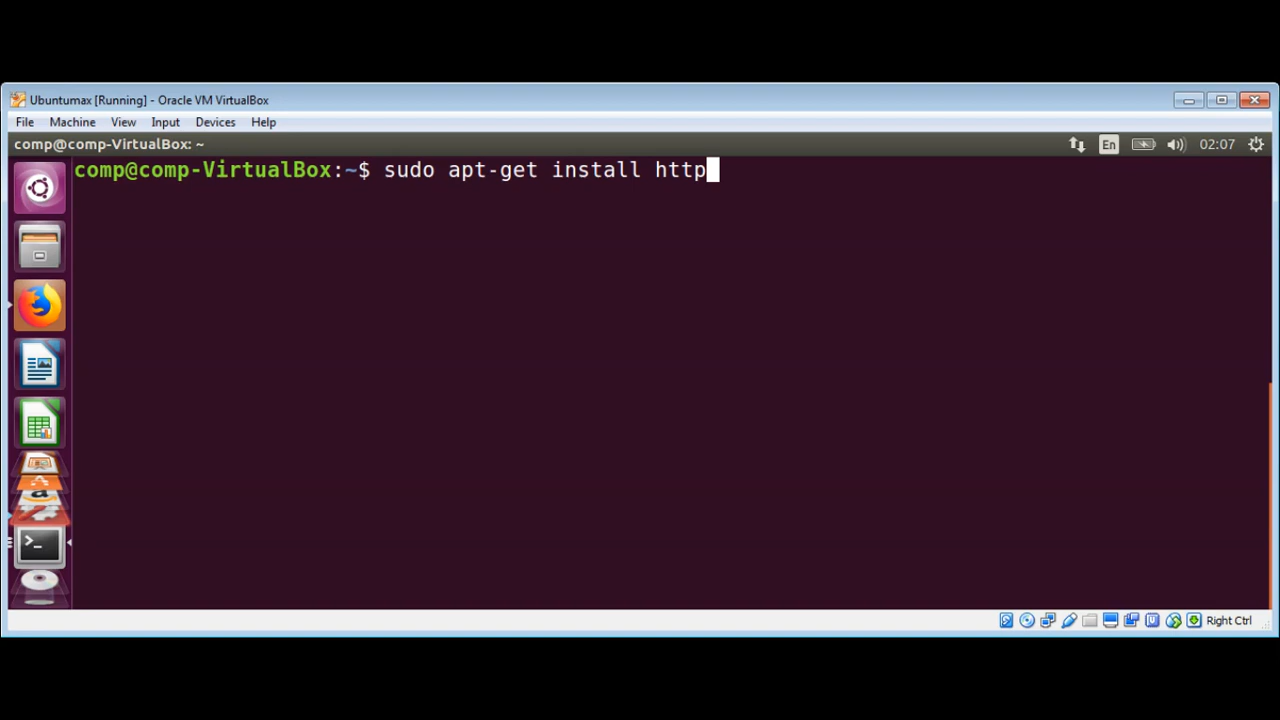 Ubuntumax [Running] - Oracle VM VirtualBox
File Machine View Input Devices Help
comp@comp-VirtualBox: ~ En 02:07
comp@comp-VirtualBox:~$ sudo apt-get install http
Right Ctrl